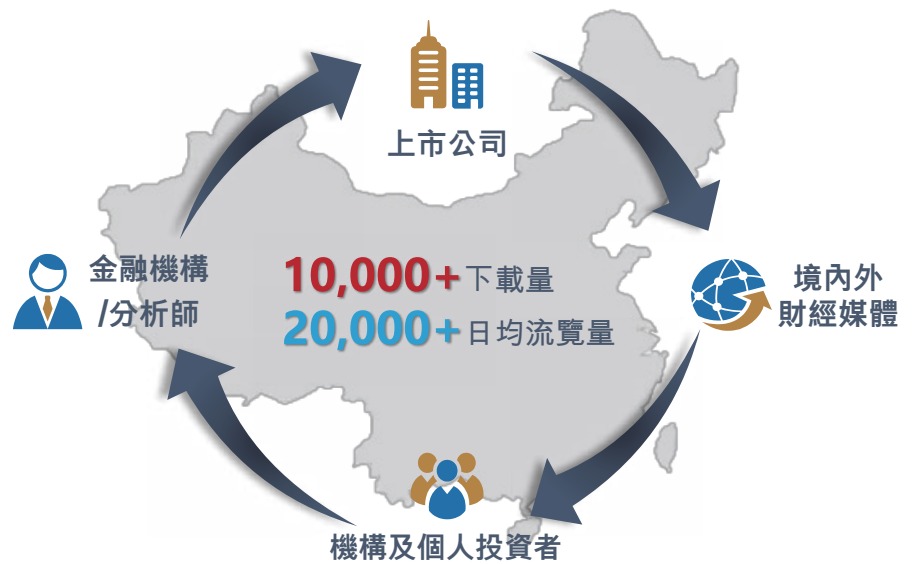 上市公司
金融機構
/分析師
10,000+下載量
20,000+日均流覽量
境內外
財經媒體
機構及個人投資者